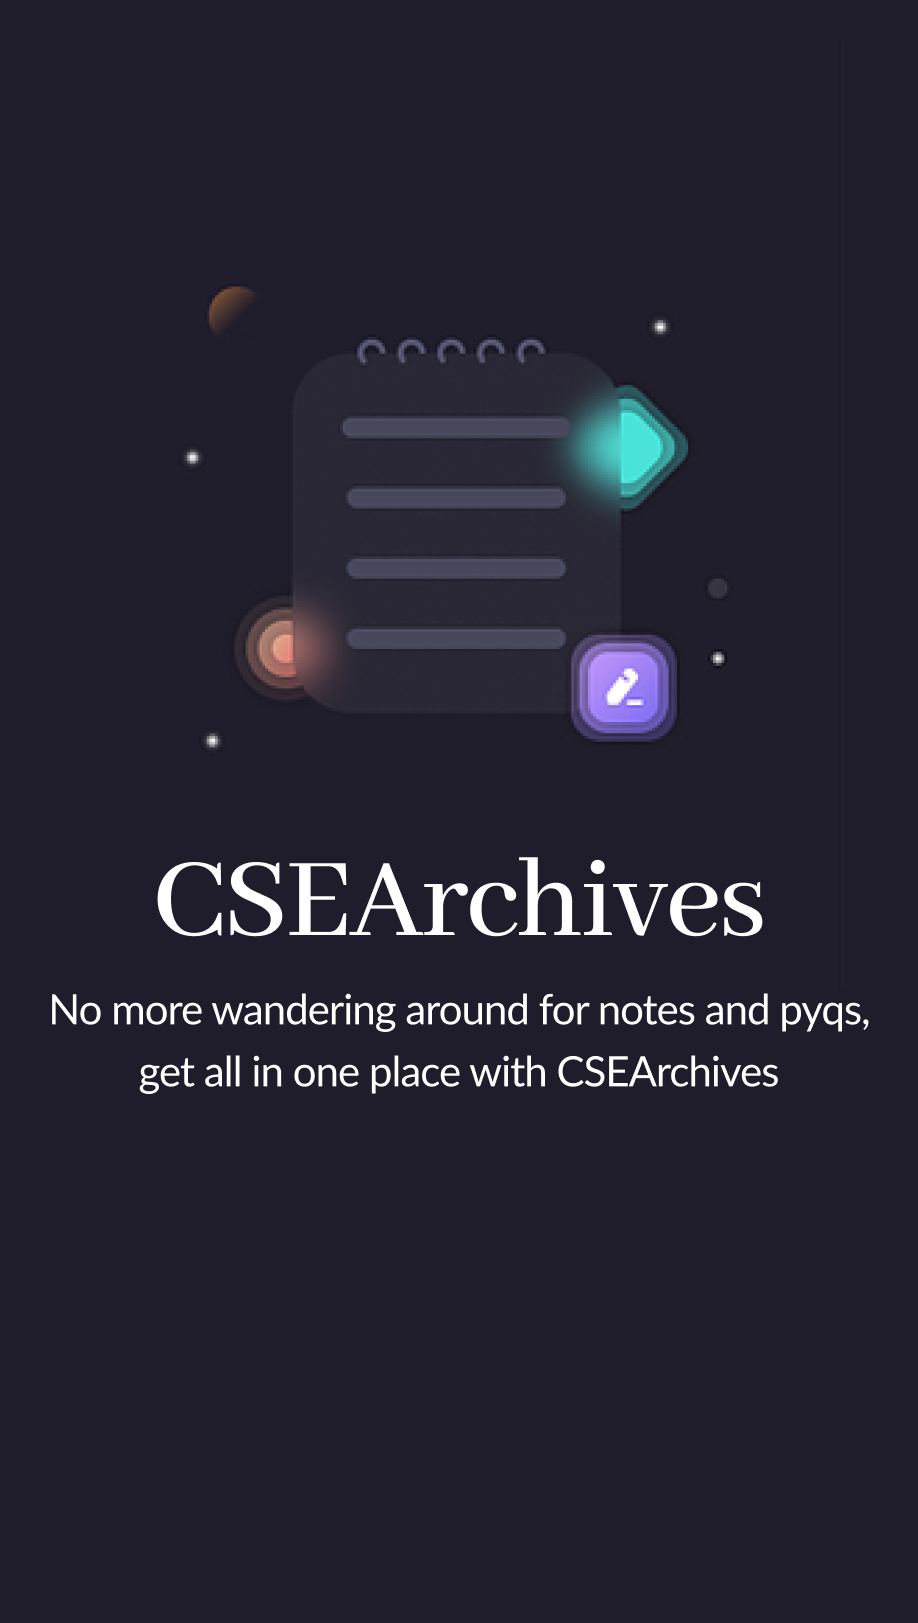 CSEArchives
No more wandering around for notes and pyqs,
get all in one place with CSEArchives